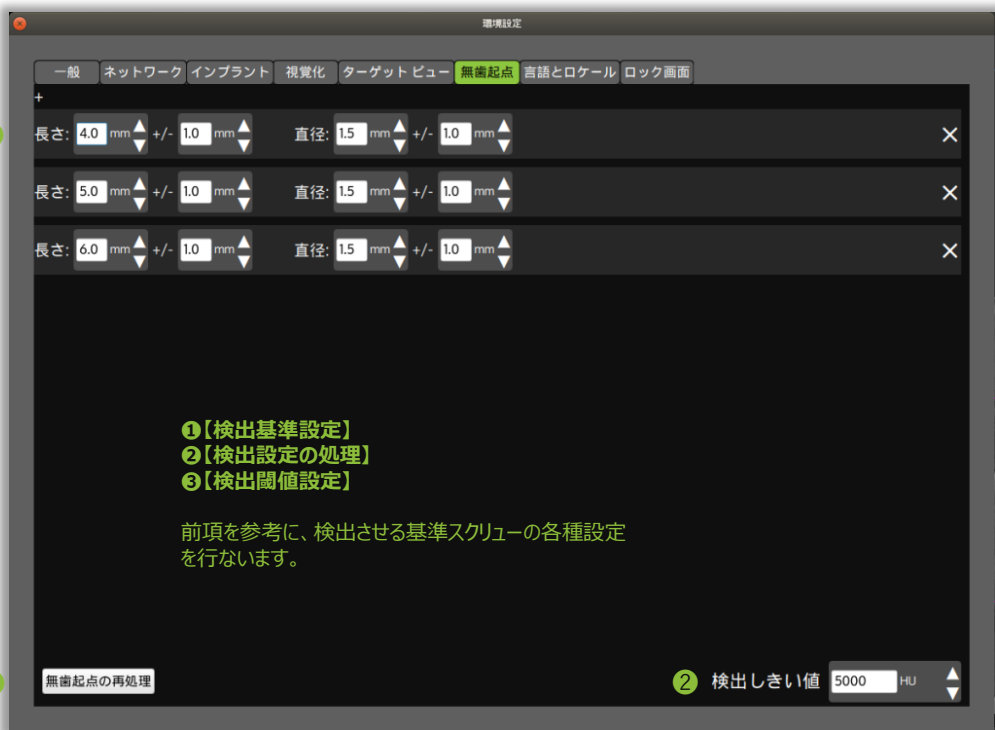 環境設定
一般 ネットワーク インプラント 視覚化 ターゲット ビュー 無歯起点 言語とロケール ロック画面
+
長さ: 4.0 mm +/- 1.0 mm 直径: 1.5 mm +/- 1.0 mm
長さ: 5.0 mm +/- 1.0 mm 直径: 1.5 mm +/- 1.0 mm
長さ: 6.0 mm +/- 1.0 mm 直径: 1.5 mm +/- 1.0 mm
❶【検出基準設定】
❷【検出設定の処理】
❸【検出閾値設定】
前項を参考に、検出させる基準スクリューの各種設定
を行ないます。
無歯起点の再処理
2 検出しきい値 5000 HU